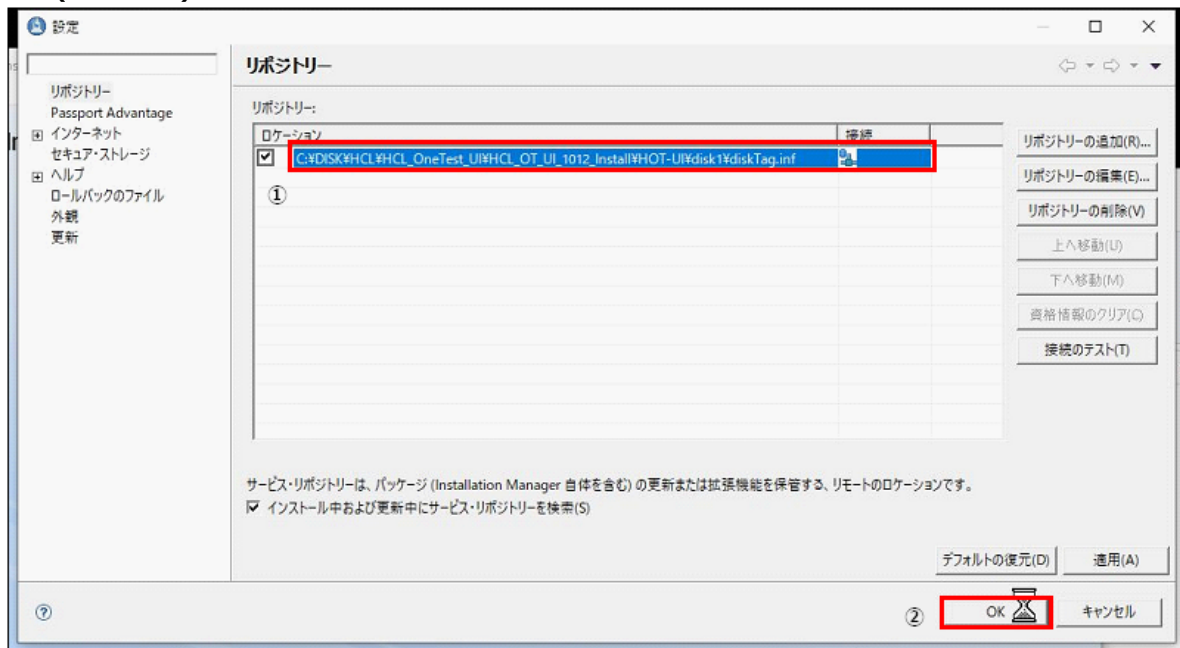 設定
リポジトリー
Passport Advantage
インターネット
セキュア・ストレージ
ヘルプ
ロールバックのファイル
外観
更新
リポジトリー
リポジトリー:
ロケーション 接続
C:¥DISK¥HCL¥HCL_OneTest_UI¥HCL_OT_UI_1012_Install¥HOT-UI¥disk1¥diskTag.inf
①
リポジトリーの追加(R)...
リポジトリーの編集(E)...
リポジトリーの削除(V)
上へ移動(U)
下へ移動(M)
資格情報のクリア(C)
接続のテスト(T)
サービス・リポジトリーは、パッケージ (Installation Manager 自体を含む) の更新または拡張機能を保管する、リモートのロケーションです。
インストール中および更新中にサービス・リポジトリーを検索(S)
デフォルトの復元(D) 適用(A)
② OK キャンセル